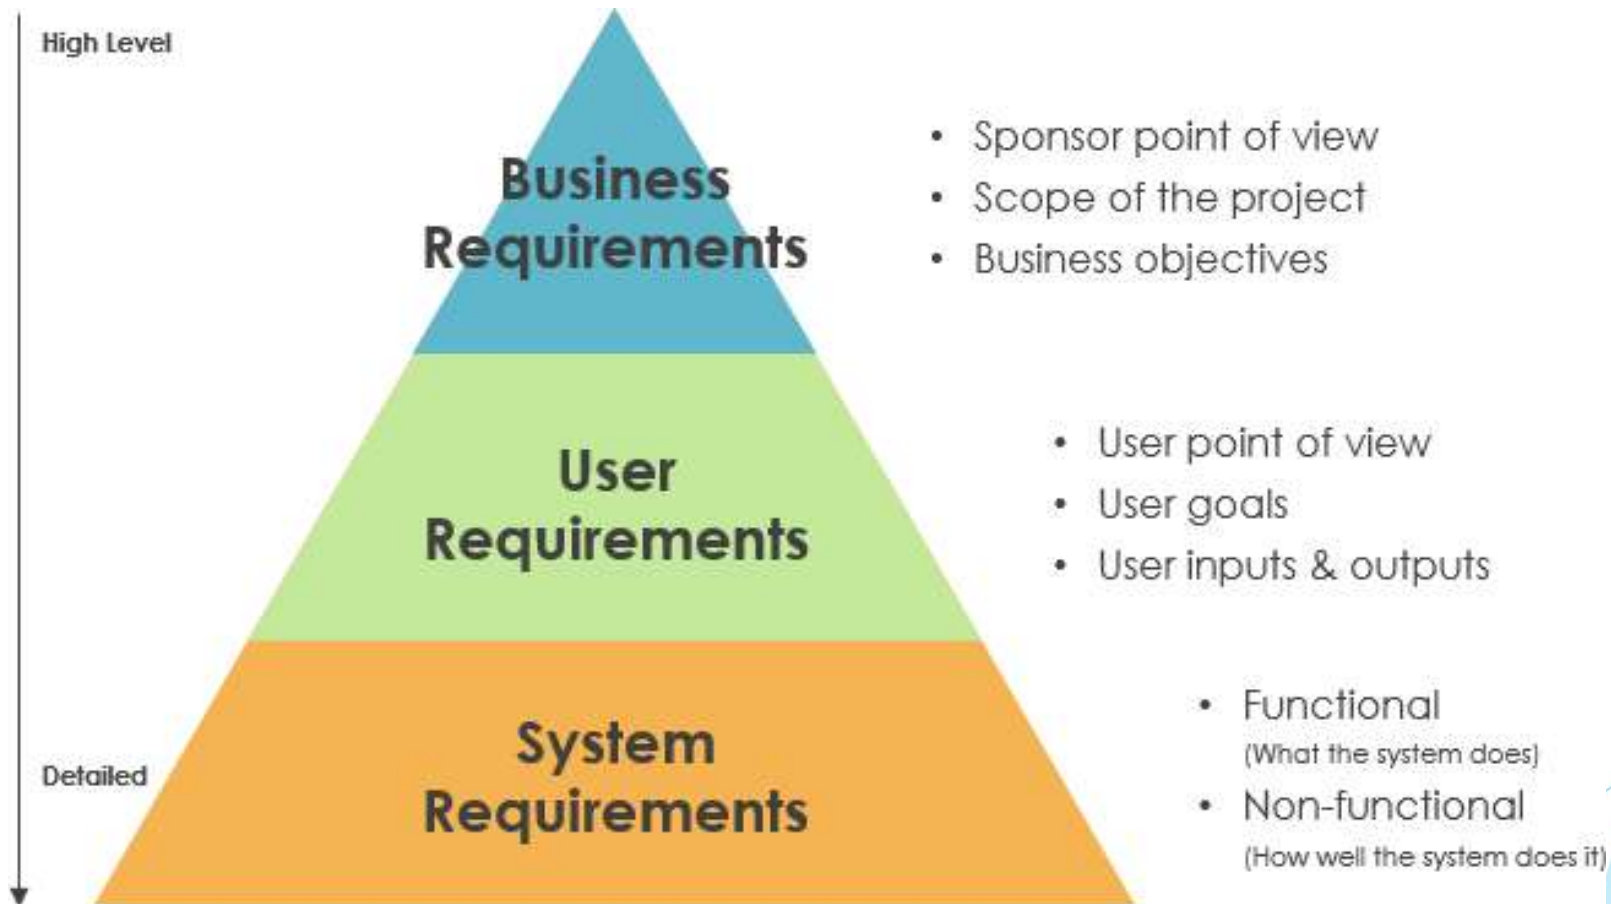 High Level
Business
Requirements
• Sponsor point of view
• Scope of the project
• Business objectives
User
Requirements
• User point of view
• User goals
• User inputs & outputs
Detailed
System
Requirements
• Functional
(What the system does)
• Non-functional
(How well the system does it)